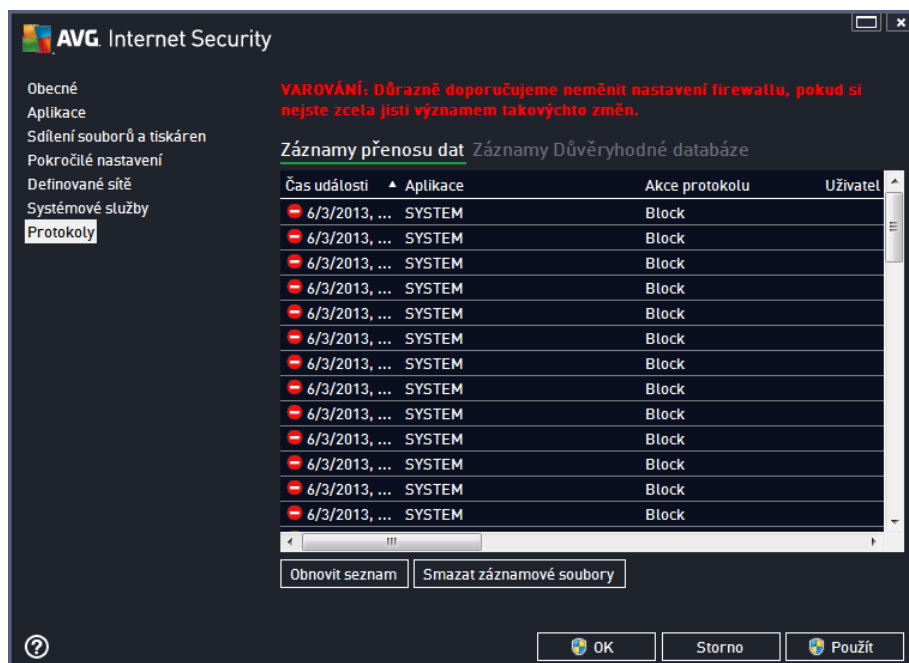 AVG. Internet Security
Obecné
Aplikace
Sdílení souborů a tiskáren
Pokročilé nastavení
Definované sítě
Systémové služby
Protokoly
VAROVÁNÍ: Důrazně doporučujeme neměnit nastavení firewallu, pokud si
nejste zcela jisti významem takovýchto změn.
Záznamy přenosu dat Záznamy Důvěryhodné databáze
Čas události Aplikace Akce protokolu Uživatel
6/3/2013, ... SYSTEM Block
6/3/2013, ... SYSTEM Block
6/3/2013, ... SYSTEM Block
6/3/2013, ... SYSTEM Block
6/3/2013, ... SYSTEM Block
6/3/2013, ... SYSTEM Block
6/3/2013, ... SYSTEM Block
6/3/2013, ... SYSTEM Block
6/3/2013, ... SYSTEM Block
6/3/2013, ... SYSTEM Block
6/3/2013, ... SYSTEM Block
6/3/2013, ... SYSTEM Block
6/3/2013, ... SYSTEM Block
Obnovit seznam Smazat záznamové soubory
OK Storno Použít